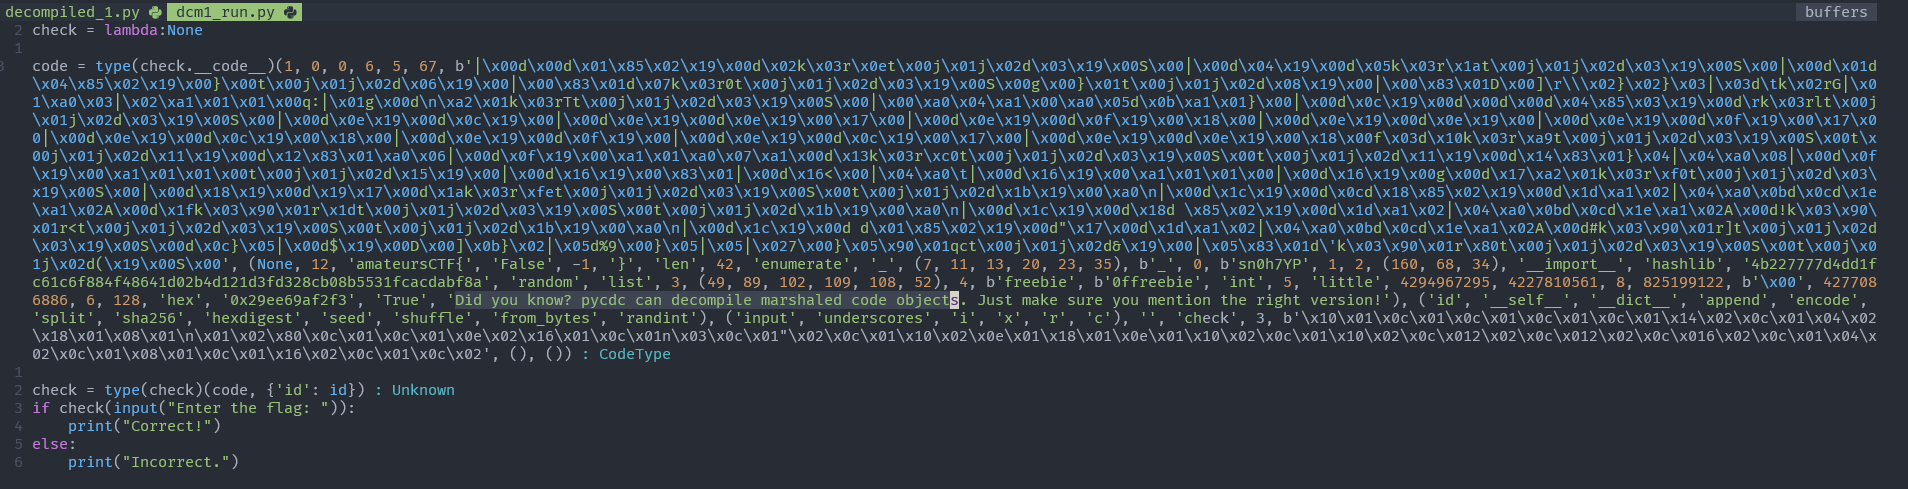 decompiled_1.py dcm1_run.py buffers
2 check = lambda:None
1
3 code = type(check.__code__)(1, 0, 0, 6, 5, 67, b'|\x00d\x00d\x01\x85\x02\x19\x00d\x02k\x03r\x0et\x00j\x01j\x02d\x03\x19\x00S\x00|\x00d\x04\x19\x00d\x05k\x03r\x1at\x00j\x01j\x02d\x03\x19\x00S\x00|\x00d\x01d
\x04\x85\x02\x19\x00}\x00t\x00j\x01j\x02d\x06\x19\x00|\x00\x83\x01d\x07k\x03r0t\x00j\x01j\x02d\x03\x19\x00S\x00g\x00}\x01t\x00j\x01j\x02d\x08\x19\x00|\x00\x83\x01D\x00]\r\\\x02}\x02}\x03|\x03d\tk\x02rG|\x0
1\xa0\x03|\x02\xa1\x01\x01\x00q:|\x01g\x00d\n\xa2\x01k\x03rTt\x00j\x01j\x02d\x03\x19\x00S\x00|\x00\xa0\x04\xa1\x00\xa0\x05d\x0b\xa1\x01}\x00|\x00d\x0c\x19\x00d\x00d\x00d\x04\x85\x03\x19\x00d\rk\x03rlt\x00j
\x01j\x02d\x03\x19\x00S\x00|\x00d\x0e\x19\x00d\x0c\x19\x00|\x00d\x0e\x19\x00d\x0e\x19\x00\x17\x00|\x00d\x0e\x19\x00d\x0f\x19\x00\x18\x00|\x00d\x0e\x19\x00d\x0e\x19\x00|\x00d\x0e\x19\x00d\x0f\x19\x00\x17\x0
0|\x00d\x0e\x19\x00d\x0c\x19\x00\x18\x00|\x00d\x0e\x19\x00d\x0f\x19\x00|\x00d\x0e\x19\x00d\x0c\x19\x00\x17\x00|\x00d\x0e\x19\x00d\x0e\x19\x00\x18\x00f\x03d\x10k\x03r\xa9t\x00j\x01j\x02d\x03\x19\x00S\x00t\x
00j\x01j\x02d\x11\x19\x00d\x12\x83\x01\xa0\x06|\x00d\x0f\x19\x00\xa1\x01\xa0\x07\xa1\x00d\x13k\x03r\xc0t\x00j\x01j\x02d\x03\x19\x00S\x00t\x00j\x01j\x02d\x11\x19\x00d\x14\x83\x01}\x04|\x04\xa0\x08|\x00d\x0f
\x19\x00\xa1\x01\x01\x00t\x00j\x01j\x02d\x15\x19\x00|\x00d\x16\x19\x00\x83\x01|\x00d\x16<\x00|\x04\xa0\t|\x00d\x16\x19\x00\xa1\x01\x01\x00|\x00d\x16\x19\x00g\x00d\x17\xa2\x01k\x03r\xf0t\x00j\x01j\x02d\x03\
x19\x00S\x00|\x00d\x18\x19\x00d\x19\x17\x00d\x1ak\x03r\xfet\x00j\x01j\x02d\x03\x19\x00S\x00t\x00j\x01j\x02d\x1b\x19\x00\xa0\n|\x00d\x1c\x19\x00d\x0cd\x18\x85\x02\x19\x00d\x1d\xa1\x02|\x04\xa0\x0bd\x0cd\x1e
\xa1\x02A\x00d\x1fk\x03\x90\x01r\x1dt\x00j\x01j\x02d\x03\x19\x00S\x00t\x00j\x01j\x02d\x1b\x19\x00\xa0\n|\x00d\x1c\x19\x00d\x18d \x85\x02\x19\x00d\x1d\xa1\x02|\x04\xa0\x0bd\x0cd\x1e\xa1\x02A\x00d!k\x03\x90\
x01r<t\x00j\x01j\x02d\x03\x19\x00S\x00t\x00j\x01j\x02d\x1b\x19\x00\xa0\n|\x00d\x1c\x19\x00d d\x01\x85\x02\x19\x00d"\x17\x00d\x1d\xa1\x02|\x04\xa0\x0bd\x0cd\x1e\xa1\x02A\x00d#k\x03\x90\x01r]t\x00j\x01j\x02d
\x03\x19\x00S\x00d\x0c}\x05|\x00d$\x19\x00D\x00]\x0b}\x02|\x05d%9\x00}\x05|\x05|\x027\x00}\x05\x90\x01qct\x00j\x01j\x02d&\x19\x00|\x05\x83\x01d\'k\x03\x90\x01r\x80t\x00j\x01j\x02d\x03\x19\x00S\x00t\x00j\x0
1j\x02d(\x19\x00S\x00', (None, 12, 'amateursCTF{', 'False', -1, '}', 'len', 42, 'enumerate', '_', (7, 11, 13, 20, 23, 35), b'_', 0, b'sn0h7YP', 1, 2, (160, 68, 34), '__import__', 'hashlib', '4b227777d4dd1f
c61c6f884f48641d02b4d121d3fd328cb08b5531fcacdabf8a', 'random', 'list', 3, (49, 89, 102, 109, 108, 52), 4, b'freebie', b'0ffreebie', 'int', 5, 'little', 4294967295, 4227810561, 8, 825199122, b'\x00', 427708
6886, 6, 128, 'hex', '0x29ee69af2f3', 'True', 'Did you know? pycdc can decompile marshaled code objects. Just make sure you mention the right version!'), ('id', '__self__', '__dict__', 'append', 'encode',
'split', 'sha256', 'hexdigest', 'seed', 'shuffle', 'from_bytes', 'randint'), ('input', 'underscores', 'i', 'x', 'r', 'c'), '', 'check', 3, b'\x10\x01\x0c\x01\x0c\x01\x0c\x01\x0c\x01\x14\x02\x0c\x01\x04\x02
\x18\x01\x08\x01\n\x01\x02\x80\x0c\x01\x0c\x01\x0e\x02\x16\x01\x0c\x01n\x03\x0c\x01"\x02\x0c\x01\x10\x02\x0e\x01\x18\x01\x0e\x01\x10\x02\x0c\x01\x10\x02\x0c\x012\x02\x0c\x012\x02\x0c\x016\x02\x0c\x01\x04\x
02\x0c\x01\x08\x01\x0c\x01\x16\x02\x0c\x01\x0c\x02', (), ()) : CodeType
1
2 check = type(check)(code, {'id': id}) : Unknown
3 if check(input("Enter the flag: ")):
4 print("Correct!")
5 else:
6 print("Incorrect.")